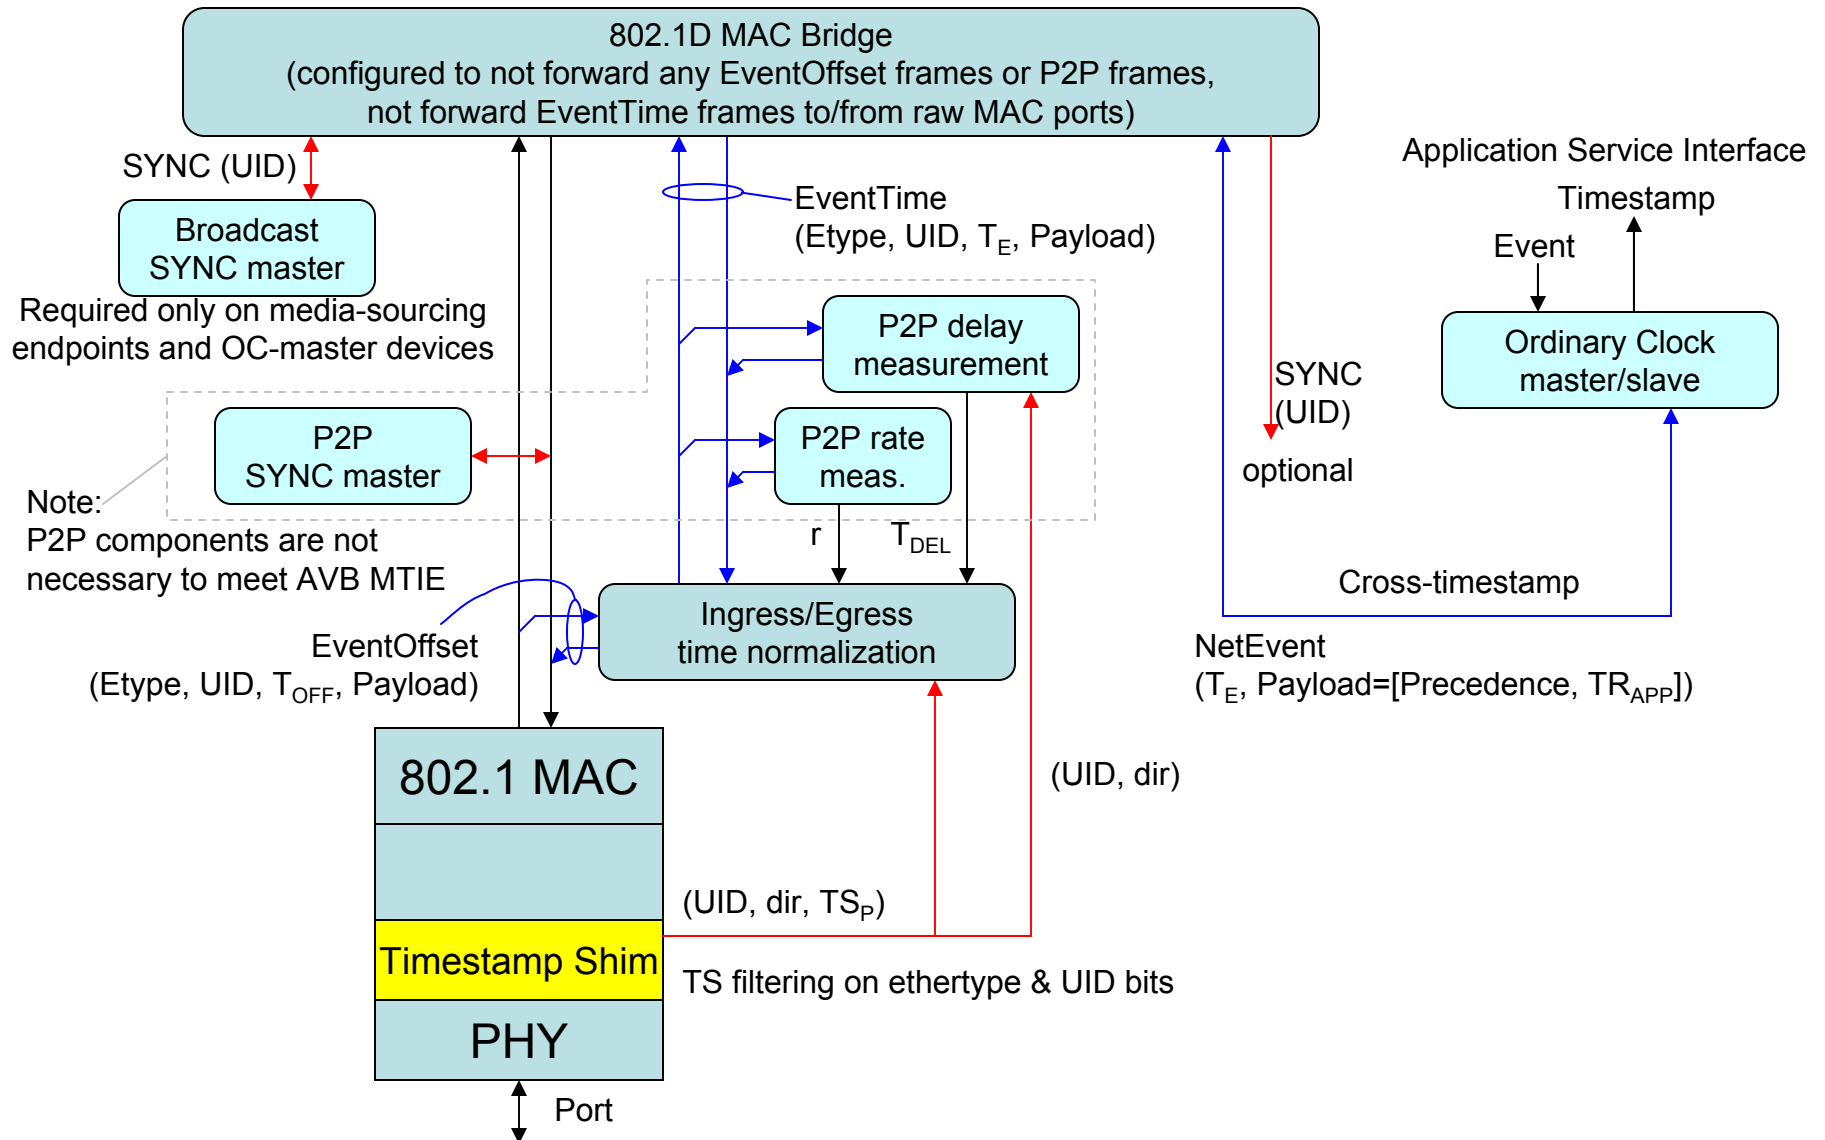 802.1D MAC Bridge
(configured to not forward any EventOffset frames or P2P frames,
not forward EventTime frames to/from raw MAC ports)
SYNC (UID)
Broadcast
SYNC master
Required only on media-sourcing
endpoints and OC-master devices
EventTime
(Etype, UID, TE, Payload)
Application Service Interface
Timestamp
Event
Ordinary Clock
master/slave
P2P delay
measurement
SYNC
(UID)
optional
P2P
SYNC master
P2P rate
meas.
Note:
P2P components are not
necessary to meet AVB MTIE
r
TDEL
Cross-timestamp
Ingress/Egress
time normalization
EventOffset
(Etype, UID, TOFF, Payload)
NetEvent
(TE, Payload=[Precedence, TRAPP])
802.1 MAC
(UID, dir)
(UID, dir, TSP)
Timestamp Shim
TS filtering on ethertype & UID bits
PHY
Port